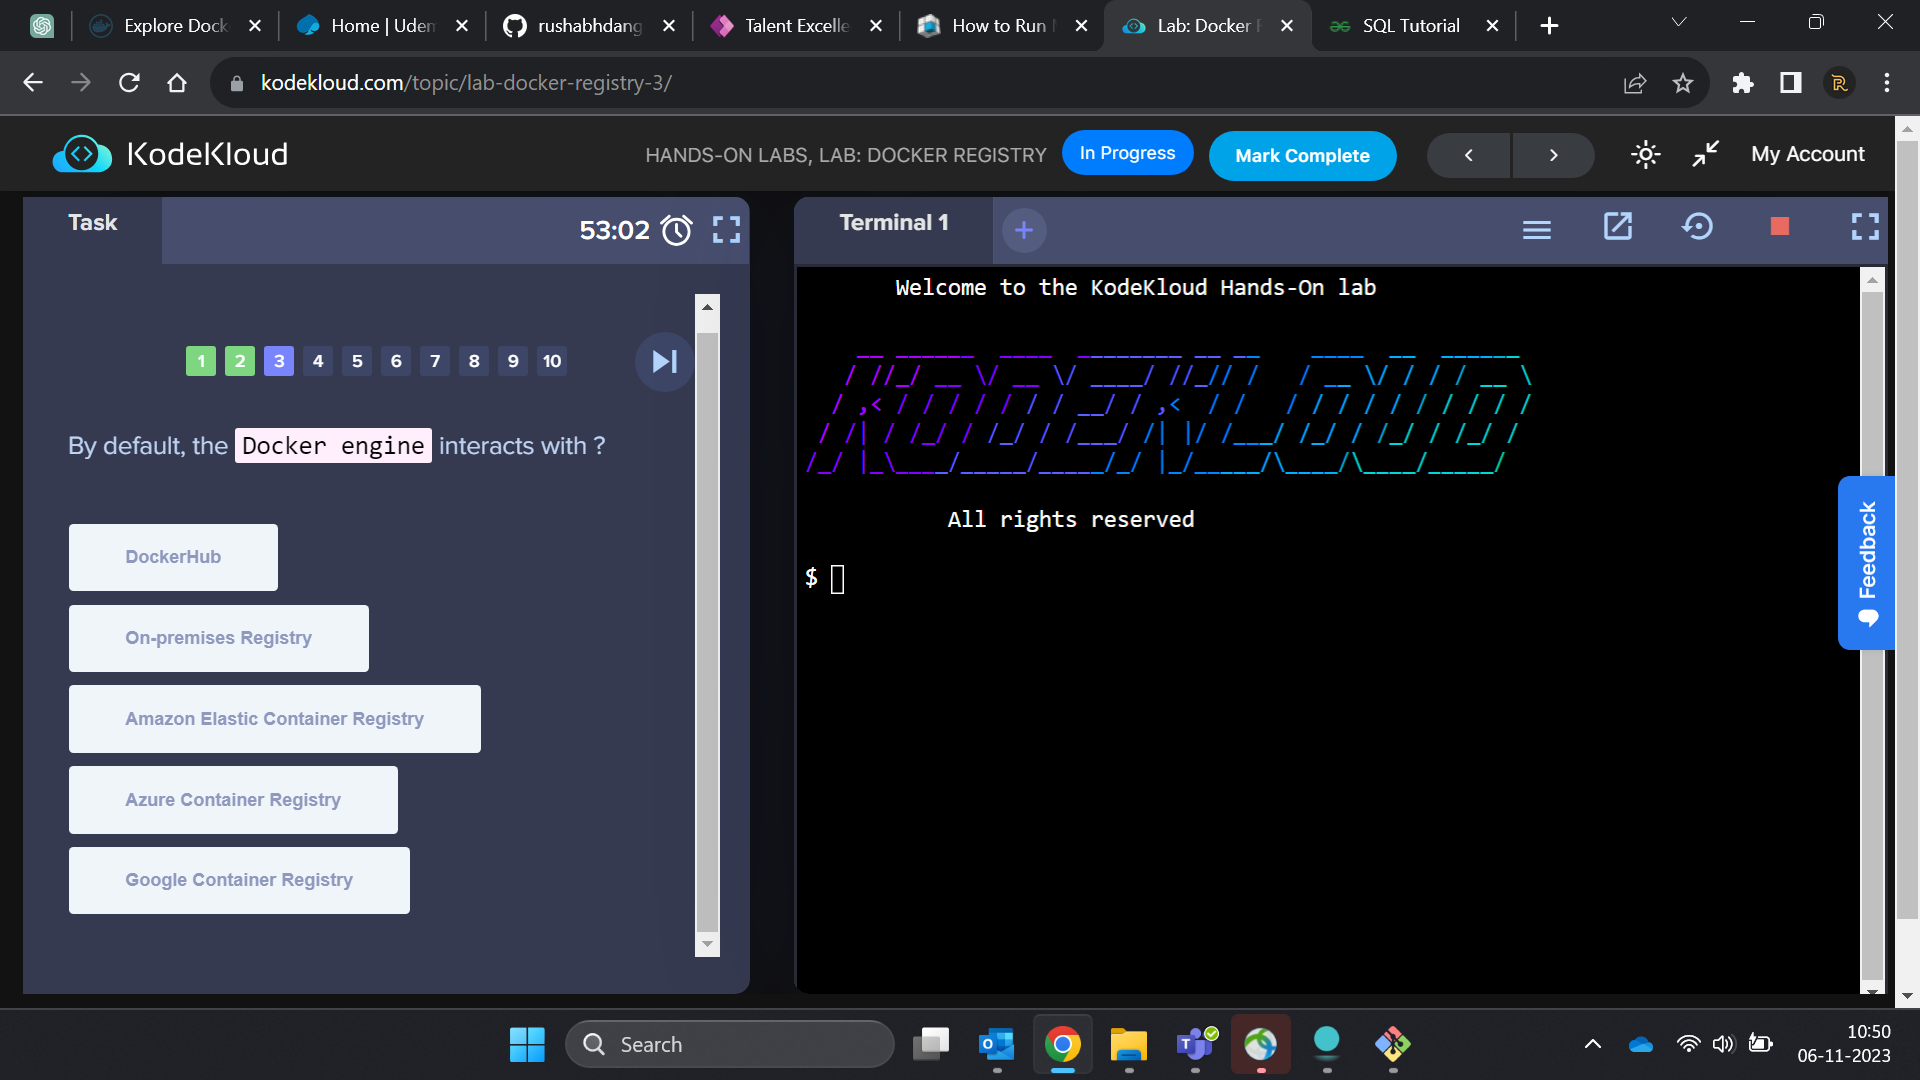 Explore Dock
Home | Udem
rushabhdang
Talent Excelle
How to Run
Lab: Docker
SQL Tutorial
kodekloud.com/topic/lab-docker-registry-3/
KodeKloud
HANDS-ON LABS, LAB: DOCKER REGISTRY
In Progress
Mark Complete
My Account
Task
53:02
Terminal 1
1 2 3 4 5 6 7 8 9 10
By default, the Docker engine interacts with ?
DockerHub
On-premises Registry
Amazon Elastic Container Registry
Azure Container Registry
Google Container Registry
Welcome to the KodeKloud Hands-On lab
KODEKLOUD
All rights reserved
$
Feedback
Search
10:50
06-11-2023